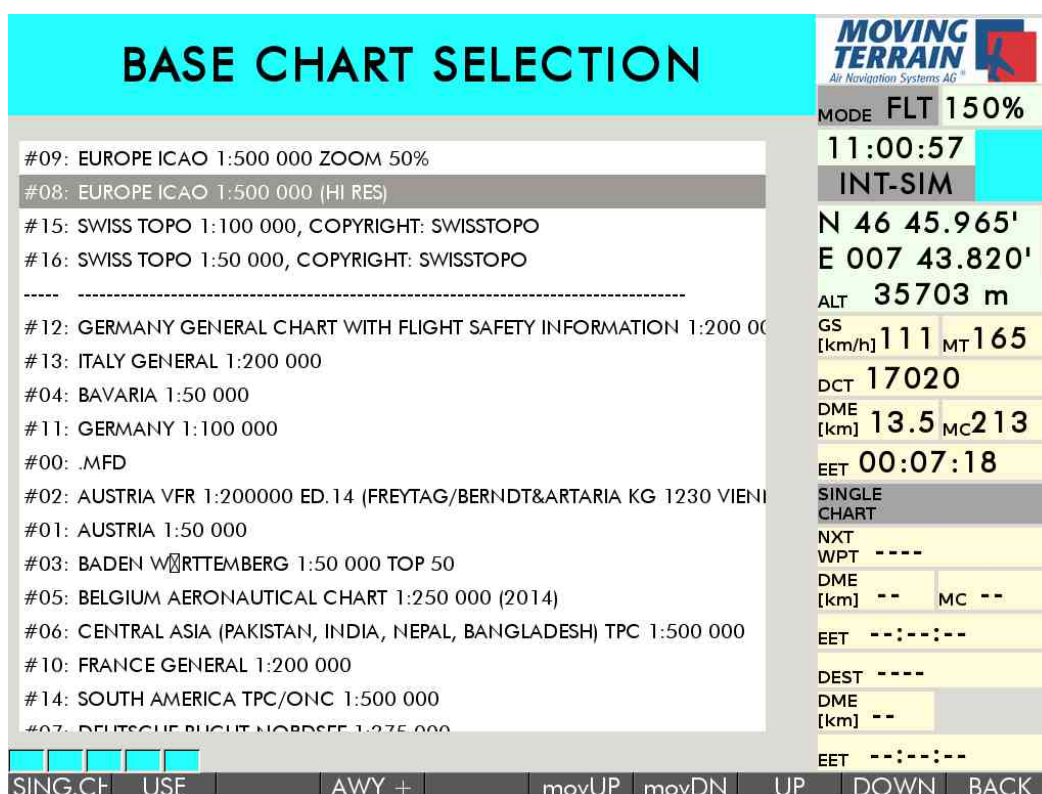 BASE CHART SELECTION
#09: EUROPE ICAO 1:500 000 ZOOM 50%
#08: EUROPE ICAO 1:500 000 (HI RES)
#15: SWISS TOPO 1:100 000, COPYRIGHT: SWISSTOPO
#16: SWISS TOPO 1:50 000, COPYRIGHT: SWISSTOPO
----- --------------------------------------------------------------------------------
#12: GERMANY GENERAL CHART WITH FLIGHT SAFETY INFORMATION 1:200 00
#13: ITALY GENERAL 1:200 000
#04: BAVARIA 1:50 000
#11: GERMANY 1:100 000
#00: .MFD
#02: AUSTRIA VFR 1:200000 ED.14 (FREYTAG/BERNDT&ARTARIA KG 1230 VIEN
#01: AUSTRIA 1:50 000
#03: BADEN W☒RTTEMBERG 1:50 000 TOP 50
#05: BELGIUM AERONAUTICAL CHART 1:250 000 (2014)
#06: CENTRAL ASIA (PAKISTAN, INDIA, NEPAL, BANGLADESH) TPC 1:500 000
#10: FRANCE GENERAL 1:200 000
#14: SOUTH AMERICA TPC/ONC 1:500 000
#07: DEUTSCHE BUCHT NORDSEE 1:375 000
MOVING
TERRAIN
Air Navigation Systems AG®
MODE FLT 150%
11:00:57
INT-SIM
N 46 45.965'
E 007 43.820'
ALT 35703 m
GS [km/h] 111 MT 165
DCT 17020
DME [km] 13.5 MC 213
EET 00:07:18
SINGLE
CHART
NXT WPT ----
DME [km] -- MC --
EET --:--:--
DEST ----
DME [km] --
EET --:--:--
SING.CH USE AWY + movUP movDN UP DOWN BACK